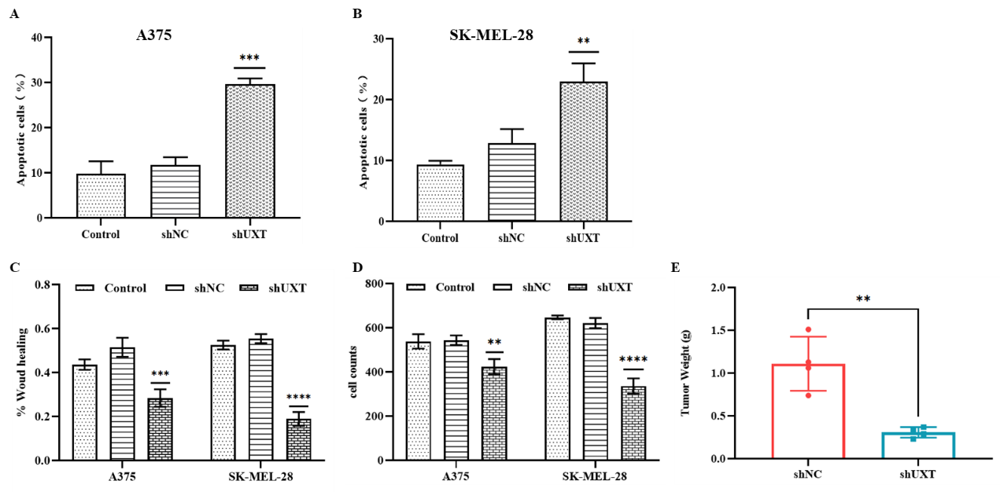 A
A375
***
Apoptotic cells ( % )
40
30
20
10
0
Control shNC shUXT
B
SK-MEL-28
**
Apoptotic cells ( % )
30
20
10
0
Control shNC shUXT
C
Control shNC shUXT
% Woud healing
0.8
0.6
0.4
0.2
0.0
***
****
A375 SK-MEL-28
D
Control shNC shUXT
cell counts
800
600
400
200
0
**
****
A375 SK-MEL-28
E
**
Tumor Weight (g)
2.0
1.5
1.0
0.5
0.0
shNC shUXT